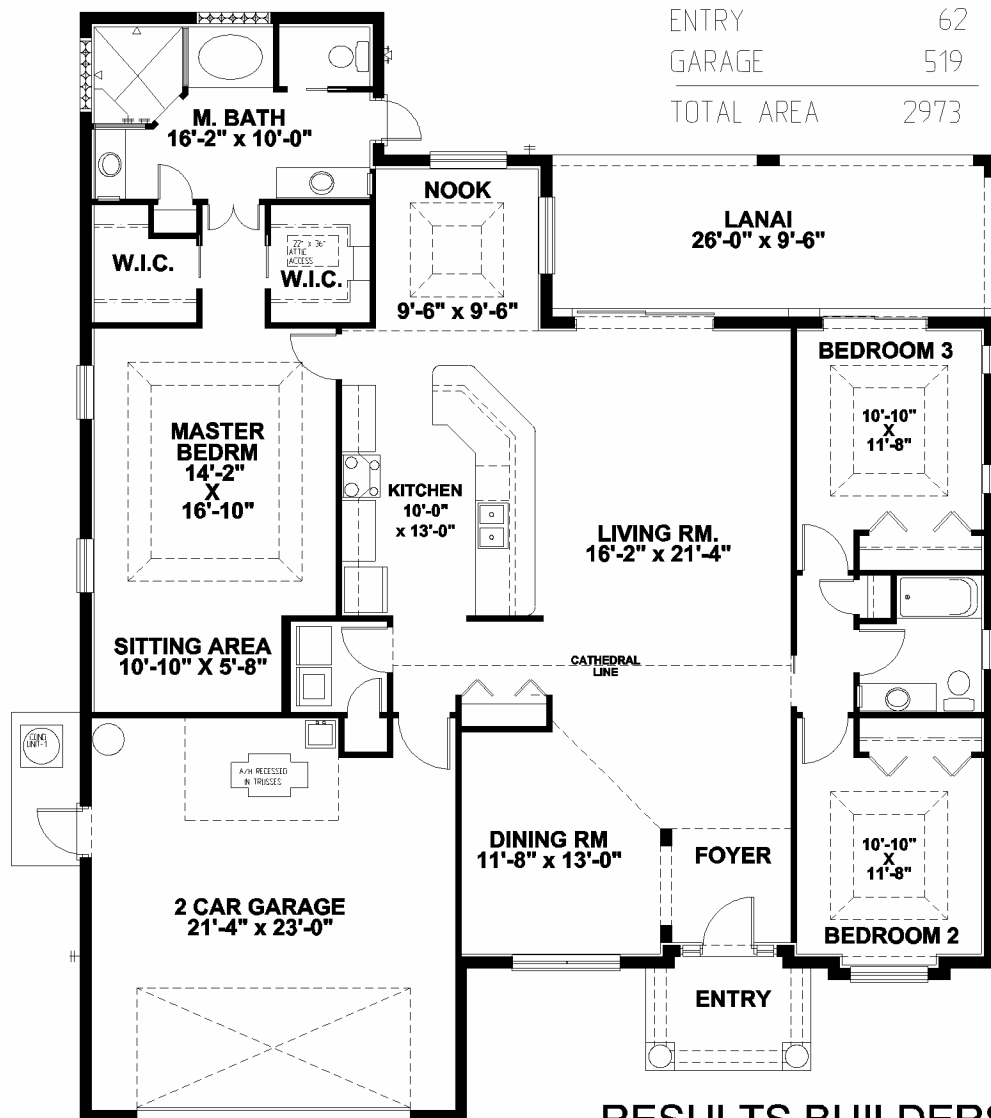 ENTRY 62
GARAGE 519
TOTAL AREA 2973
M. BATH
16'-2" x 10'-0"
NOOK
9'-6" x 9'-6"
LANAI
26'-0" x 9'-6"
W.I.C.
22" x 36"
ATTIC
ACCESS
W.I.C.
BEDROOM 3
10'-10"
X
11'-8"
MASTER
BEDRM
14'-2"
X
16'-10"
KITCHEN
10'-0"
x 13'-0"
LIVING RM.
16'-2" x 21'-4"
SITTING AREA
10'-10" X 5'-8"
CATHEDRAL
LINE
COND
UNIT-1
A/H RECESSED
IN TRUSSES
DINING RM
11'-8" x 13'-0"
FOYER
10'-10"
X
11'-8"
BEDROOM 2
2 CAR GARAGE
21'-4" x 23'-0"
ENTRY
RESULTS BUILDERS